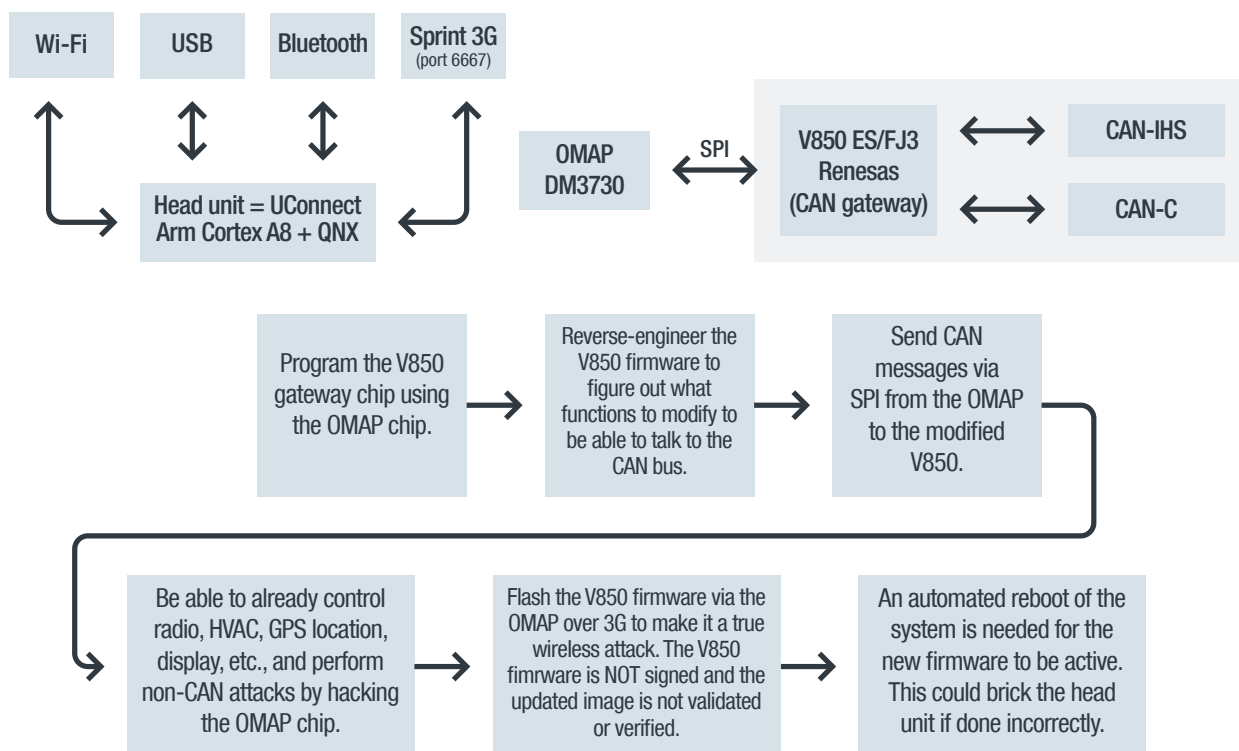 Wi-Fi
USB
Bluetooth
Sprint 3G
(port 6667)
Head unit = UConnect
Arm Cortex A8 + QNX
OMAP
DM3730
SPI
V850 ES/FJ3
Renesas
(CAN gateway)
CAN-IHS
CAN-C
Program the V850
gateway chip using
the OMAP chip.
Reverse-engineer the
V850 firmware to
figure out what
functions to modify to
be able to talk to the
CAN bus.
Send CAN
messages via
SPI from the OMAP
to the modified
V850.
Be able to already control
radio, HVAC, GPS location,
display, etc., and perform
non-CAN attacks by hacking
the OMAP chip.
Flash the V850 firmware via the
OMAP over 3G to make it a true
wireless attack. The V850
fimrware is NOT signed and the
updated image is not validated
or verified.
An automated reboot of the
system is needed for the
new firmware to be active.
This could brick the head
unit if done incorrectly.